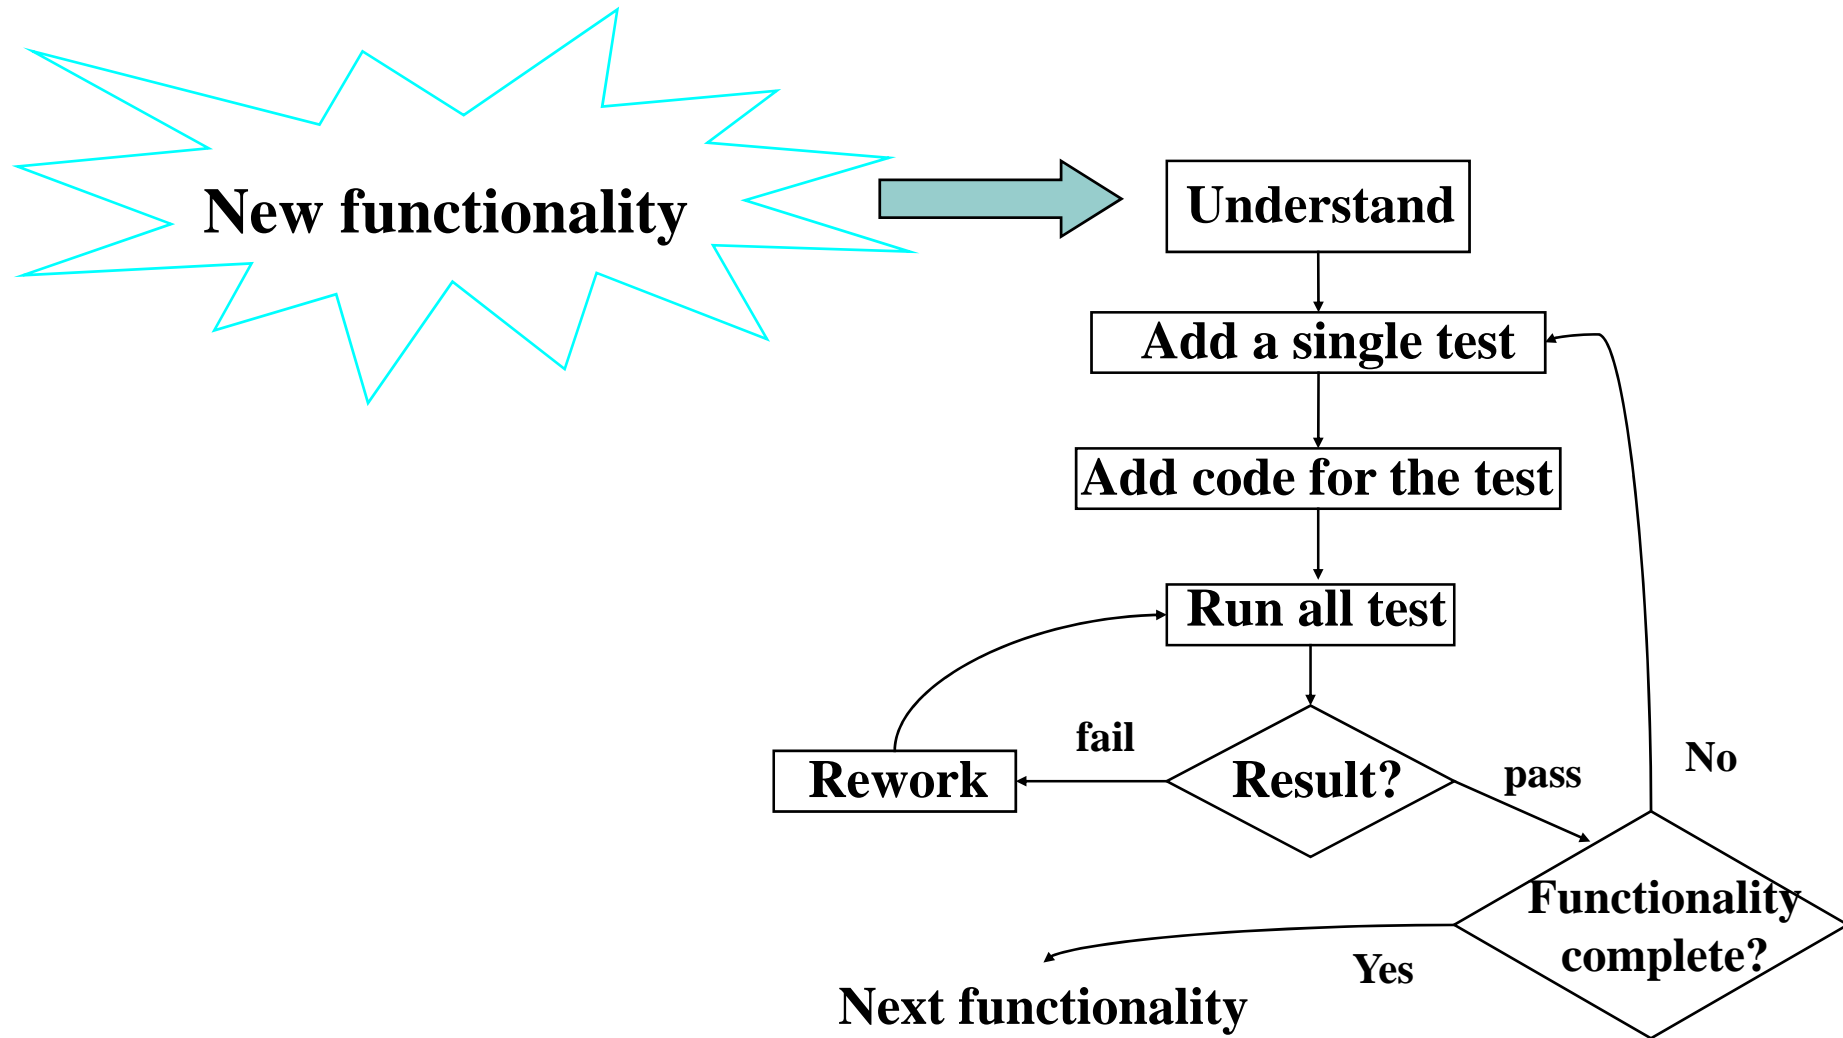 New functionality
Understand
Add a single test
Add code for the test
Run all test
fail
Rework
Result?
pass
No
Functionality
complete?
Yes
Next functionality